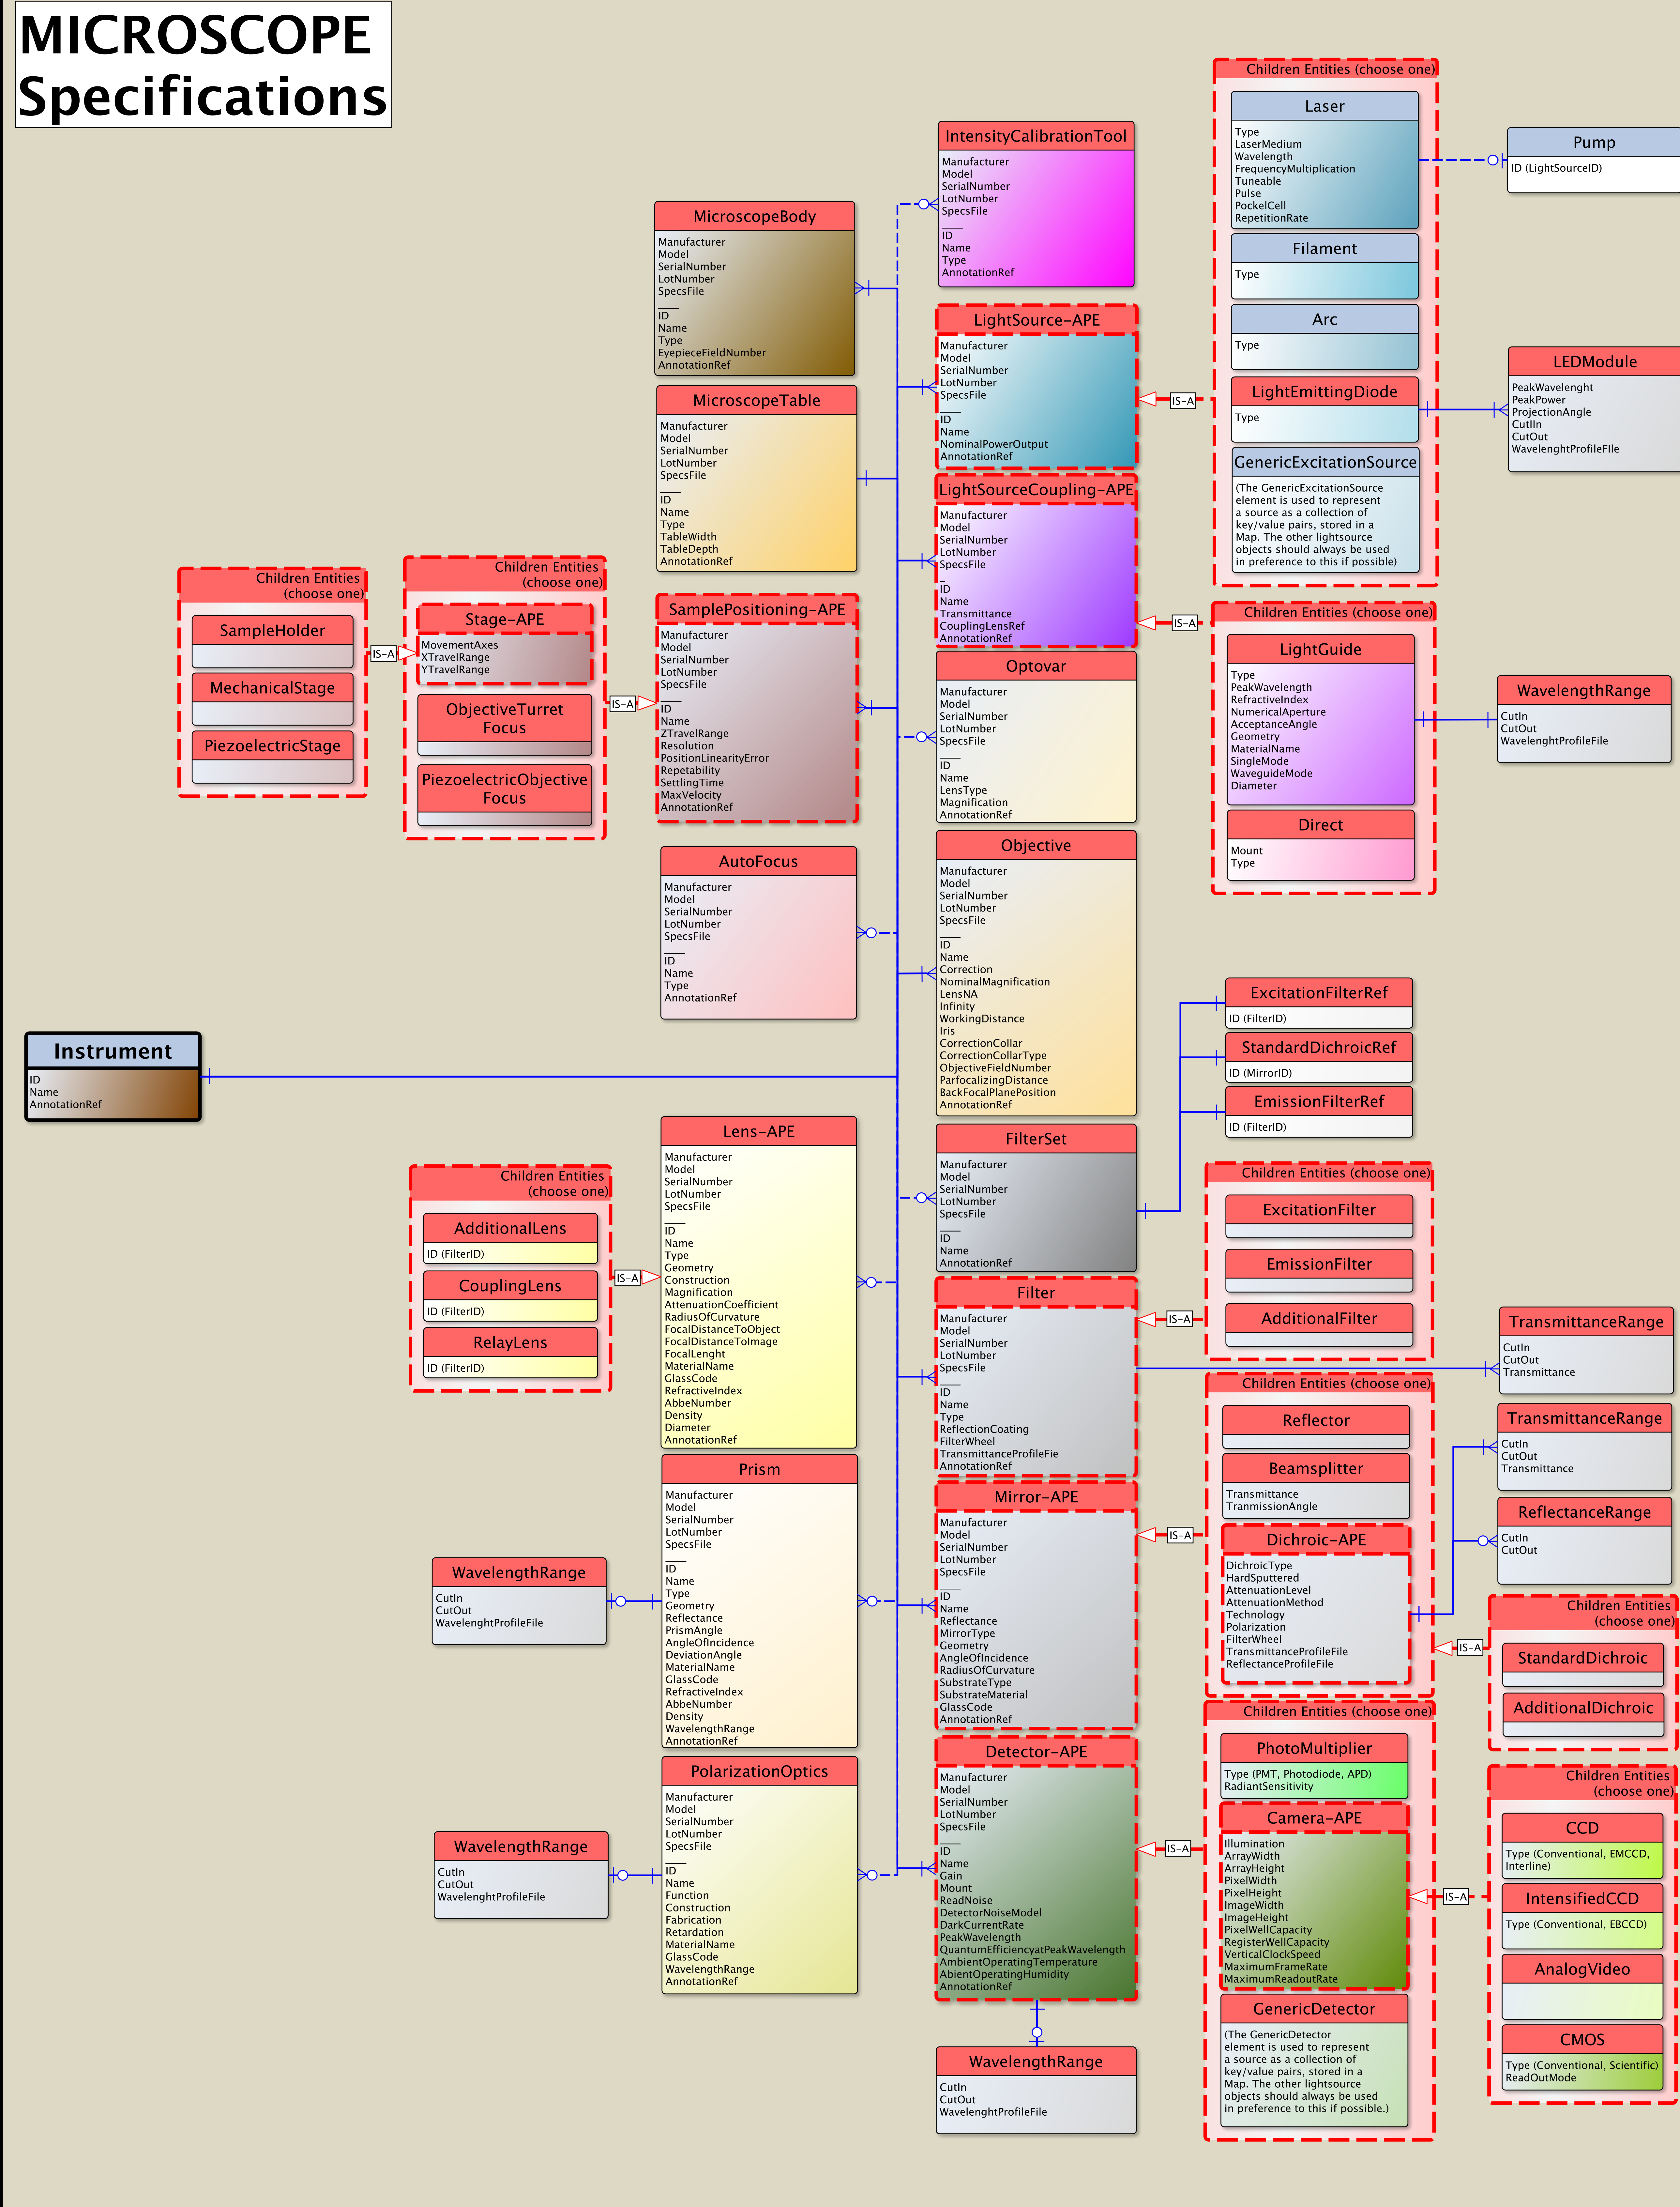 MICROSCOPE
Specifications
IntensityCalibrationTool
Manufacturer
Model
SerialNumber
LotNumber
SpecsFile
____
ID
Name
Type
AnnotationRef
MicroscopeBody
Manufacturer
Model
SerialNumber
LotNumber
SpecsFile
____
ID
Name
Type
EyepieceFieldNumber
AnnotationRef
MicroscopeTable
Manufacturer
Model
SerialNumber
LotNumber
SpecsFile
____
ID
Name
Type
TableWidth
TableDepth
AnnotationRef
LightSource-APE
Manufacturer
Model
SerialNumber
LotNumber
SpecsFile
____
ID
Name
NominalPowerOutput
AnnotationRef
IS-A
Children Entities (choose one)
Laser
Type
LaserMedium
Wavelength
FrequencyMultiplication
Tuneable
Pulse
PockelCell
RepetitionRate
Filament
Type
Arc
Type
LightEmittingDiode
Type
GenericExcitationSource
(The GenericExcitationSource
element is used to represent
a source as a collection of
key/value pairs, stored in a
Map. The other lightsource
objects should always be used
in preference to this if possible)
Pump
ID (LightSourceID)
LEDModule
PeakWavelenght
PeakPower
ProjectionAngle
CutIIn
CutOut
WavelenghtProfileFIle
LightSourceCoupling-APE
Manufacturer
Model
SerialNumber
LotNumber
SpecsFile
_
ID
Name
Transmittance
CouplingLensRef
AnnotationRef
IS-A
Children Entities (choose one)
LightGuide
Type
PeakWavelength
RefractiveIndex
NumericalAperture
AcceptanceAngle
Geometry
MaterialName
SingleMode
WaveguideMode
Diameter
Direct
Mount
Type
WavelengthRange
CutIn
CutOut
WavelenghtProfileFile
Children Entities
(choose one)
SampleHolder
MechanicalStage
PiezoelectricStage
IS-A
Children Entities
(choose one)
Stage-APE
MovementAxes
XTravelRange
YTravelRange
ObjectiveTurret
Focus
PiezoelectricObjective
Focus
IS-A
SamplePositioning-APE
Manufacturer
Model
SerialNumber
LotNumber
SpecsFile
____
ID
Name
ZTravelRange
Resolution
PositionLinearityError
Repetability
SettlingTime
MaxVelocity
AnnotationRef
Optovar
Manufacturer
Model
SerialNumber
LotNumber
SpecsFile
____
ID
Name
LensType
Magnification
AnnotationRef
AutoFocus
Manufacturer
Model
SerialNumber
LotNumber
SpecsFile
____
ID
Name
Type
AnnotationRef
Objective
Manufacturer
Model
SerialNumber
LotNumber
SpecsFile
____
ID
Name
Correction
NominalMagnification
LensNA
Infinity
WorkingDistance
Iris
CorrectionCollar
CorrectionCollarType
ObjectiveFieldNumber
ParfocalizingDistance
BackFocalPlanePosition
AnnotationRef
Instrument
ID
Name
AnnotationRef
ExcitationFilterRef
ID (FilterID)
StandardDichroicRef
ID (MirrorID)
EmissionFilterRef
ID (FilterID)
FilterSet
Manufacturer
Model
SerialNumber
LotNumber
SpecsFile
____
ID
Name
AnnotationRef
Children Entities
(choose one)
AdditionalLens
ID (FilterID)
CouplingLens
ID (FilterID)
RelayLens
ID (FilterID)
IS-A
Lens-APE
Manufacturer
Model
SerialNumber
LotNumber
SpecsFile
____
ID
Name
Type
Geometry
Construction
Magnification
AttenuationCoefficient
RadiusOfCurvature
FocalDistanceToObject
FocalDistanceToImage
FocalLenght
MaterialName
GlassCode
RefractiveIndex
AbbeNumber
Density
Diameter
AnnotationRef
Filter
Manufacturer
Model
SerialNumber
LotNumber
SpecsFile
____
ID
Name
Type
ReflectionCoating
FilterWheel
TransmittanceProfileFie
AnnotationRef
IS-A
Children Entities (choose one)
ExcitationFilter
EmissionFilter
AdditionalFilter
TransmittanceRange
CutIn
CutOut
Transmittance
WavelengthRange
CutIn
CutOut
WavelenghtProfileFile
Prism
Manufacturer
Model
SerialNumber
LotNumber
SpecsFile
____
ID
Name
Type
Geometry
Reflectance
PrismAngle
AngleOfIncidence
DeviationAngle
MaterialName
GlassCode
RefractiveIndex
AbbeNumber
Density
WavelengthRange
AnnotationRef
Mirror-APE
Manufacturer
Model
SerialNumber
LotNumber
SpecsFile
____
ID
Name
Reflectance
MirrorType
Geometry
AngleOfIncidence
RadiusOfCurvature
SubstrateType
SubstrateMaterial
GlassCode
AnnotationRef
IS-A
Children Entities (choose one)
Reflector
Beamsplitter
Transmittance
TranmissionAngle
Dichroic-APE
DichroicType
HardSputtered
AttenuationLevel
AttenuationMethod
Technology
Polarization
FilterWheel
TransmittanceProfileFile
ReflectanceProfileFile
TransmittanceRange
CutIn
CutOut
Transmittance
ReflectanceRange
CutIn
CutOut
IS-A
Children Entities
(choose one)
StandardDichroic
AdditionalDichroic
WavelengthRange
CutIn
CutOut
WavelenghtProfileFile
PolarizationOptics
Manufacturer
Model
SerialNumber
LotNumber
SpecsFile
____
ID
Name
Function
Construction
Fabrication
Retardation
MaterialName
GlassCode
WavelengthRange
AnnotationRef
Detector-APE
Manufacturer
Model
SerialNumber
LotNumber
SpecsFile
____
ID
Name
Gain
Mount
ReadNoise
DetectorNoiseModel
DarkCurrentRate
PeakWavelength
QuantumEfficiencyatPeakWavelength
AmbientOperatingTemperature
AbientOperatingHumidity
AnnotationRef
IS-A
Children Entities (choose one)
PhotoMultiplier
Type (PMT, Photodiode, APD)
RadiantSensitivity
Camera-APE
Illumination
ArrayWidth
ArrayHeight
PixelWidth
PixelHeight
ImageWidth
ImageHeight
PixelWellCapacity
RegisterWellCapacity
VerticalClockSpeed
MaximumFrameRate
MaximumReadoutRate
GenericDetector
(The GenericDetector
element is used to represent
a source as a collection of
key/value pairs, stored in a
Map. The other lightsource
objects should always be used
in preference to this if possible.)
IS-A
Children Entities
(choose one)
CCD
Type (Conventional, EMCCD,
Interline)
IntensifiedCCD
Type (Conventional, EBCCD)
AnalogVideo
CMOS
Type (Conventional, Scientific)
ReadOutMode
WavelengthRange
CutIn
CutOut
WavelenghtProfileFile